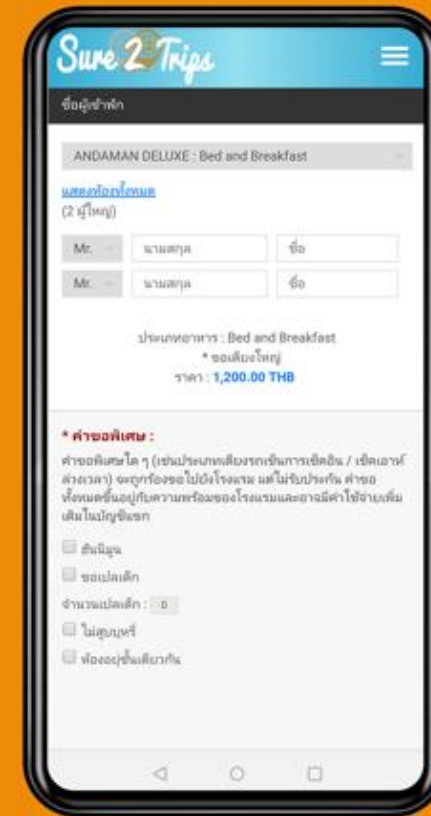 Sure 2 Trips
ชื่อผู้เข้าพัก
ANDAMAN DELUXE : Bed and Breakfast
แสดงห้องทั้งหมด
(2 ผู้ใหญ่)
Mr. นามสกุล ชื่อ
Mr. นามสกุล ชื่อ
ประเภทอาหาร : Bed and Breakfast
* ขอเตียงใหญ่
ราคา : 1,200.00 THB
* คำขอพิเศษ :
คำขอพิเศษใด ๆ (เช่นประเภทเตียงรถเข็นการเช็คอิน / เช็คเอาท์
ล่วงเวลา) จะถูกร้องขอไปยังโรงแรม แต่ไม่รับประกัน คำขอ
ทั้งหมดขึ้นอยู่กับความพร้อมของโรงแรมและอาจมีค่าใช้จ่ายเพิ่ม
เติมในบัญชีแยก
ฮันนีมูน
ขอเปลเด็ก
จำนวนเปลเด็ก : 0
ไม่สูบบุหรี่
ห้องอยู่ชั้นเดียวกัน